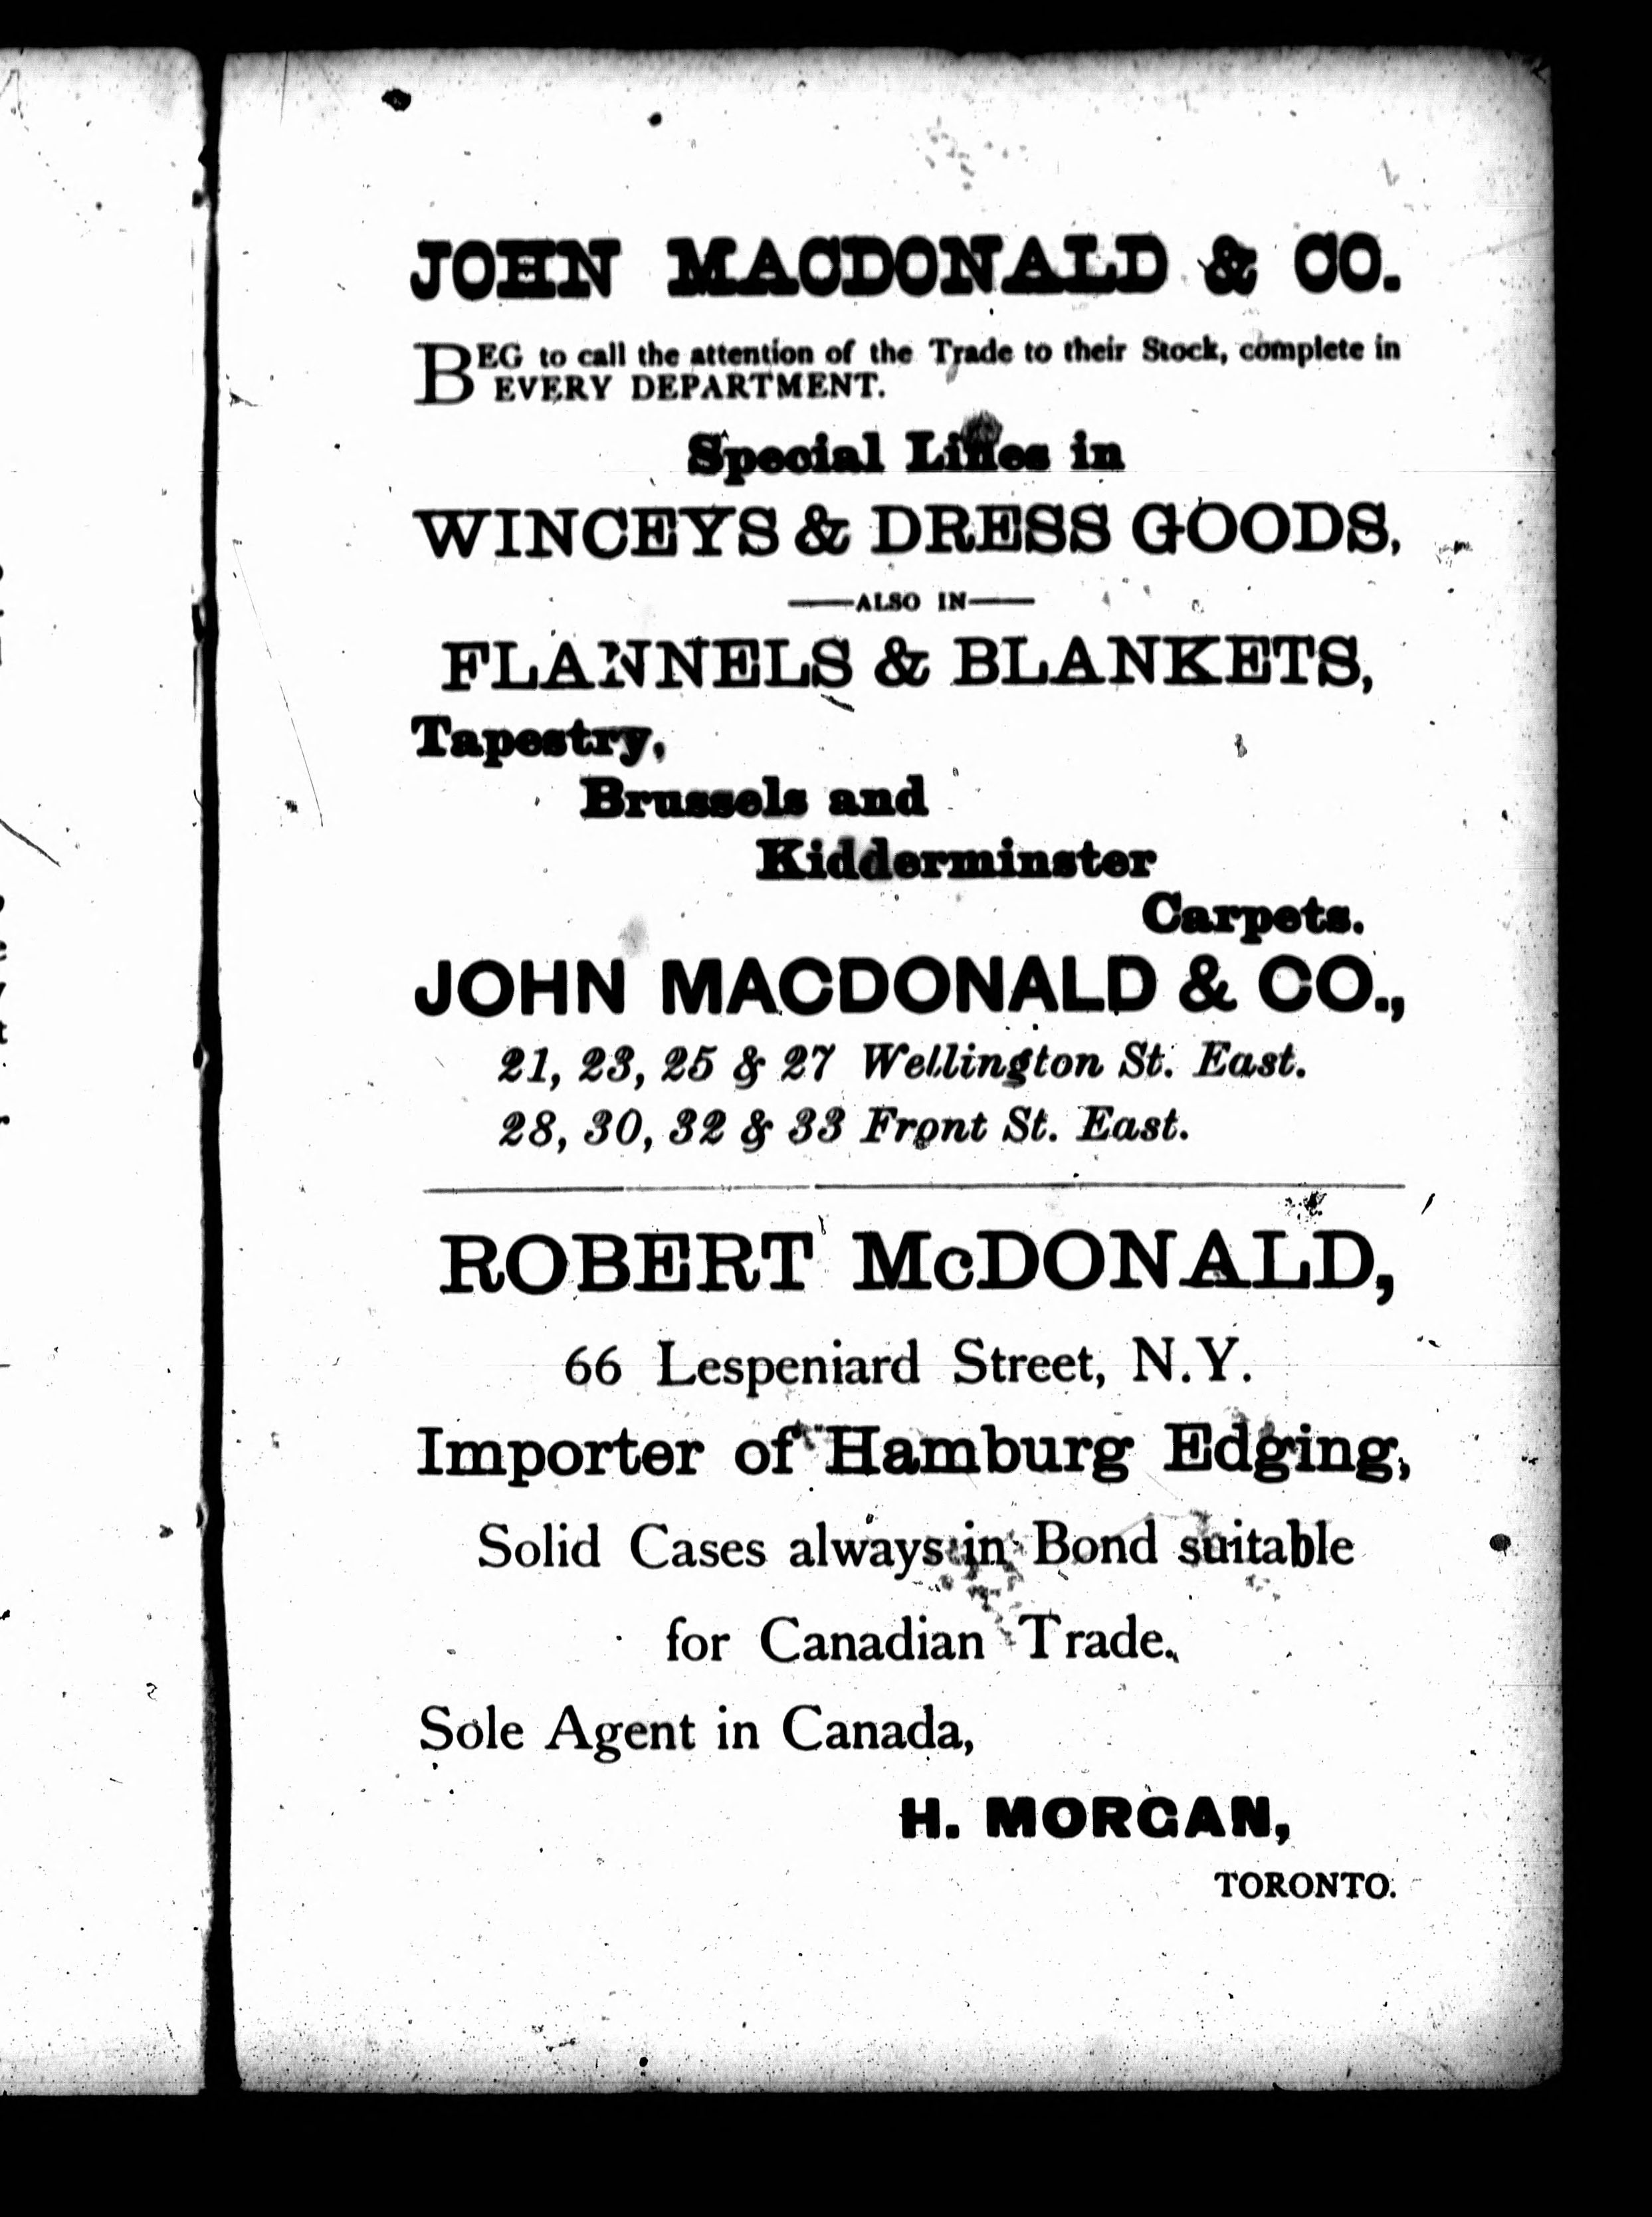 JOHN MACDONALD & CO.
BEG to call the attention of the Trade to their Stock, complete in
EVERY DEPARTMENT.
Special Lines in
WINCEYS & DRESS GOODS,
ALSO IN
FLANNELS & BLANKETS,
Tapestry,
Brussels and
Kidderminster
Carpets.
JOHN MACDONALD & CO.,
21, 23, 25 & 27 Wellington St. East.
28, 30, 32 & 33 Front St. East.
ROBERT McDONALD,
66 Lespeniard Street, N.Y.
Importer of Hamburg Edging,
Solid Cases always in Bond suitable
for Canadian Trade.
Sole Agent in Canada,
H. MORGAN,
TORONTO.